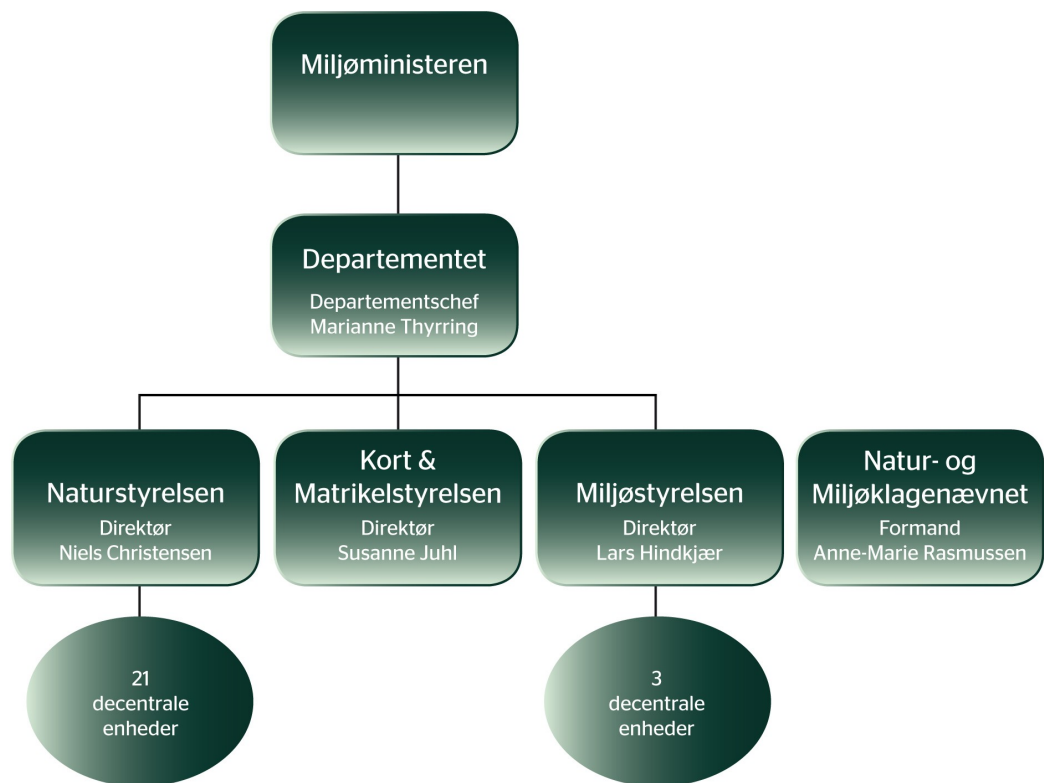 Miljøministeren
Departementet
Departementschef
Marianne Thyrring
Naturstyrelsen
Direktør
Niels Christensen
Kort &
Matrikelstyrelsen
Direktør
Susanne Juhl
Miljøstyrelsen
Direktør
Lars Hindkjær
Natur- og
Miljøklagenævnet
Formand
Anne-Marie Rasmussen
21
decentrale
enheder
3
decentrale
enheder